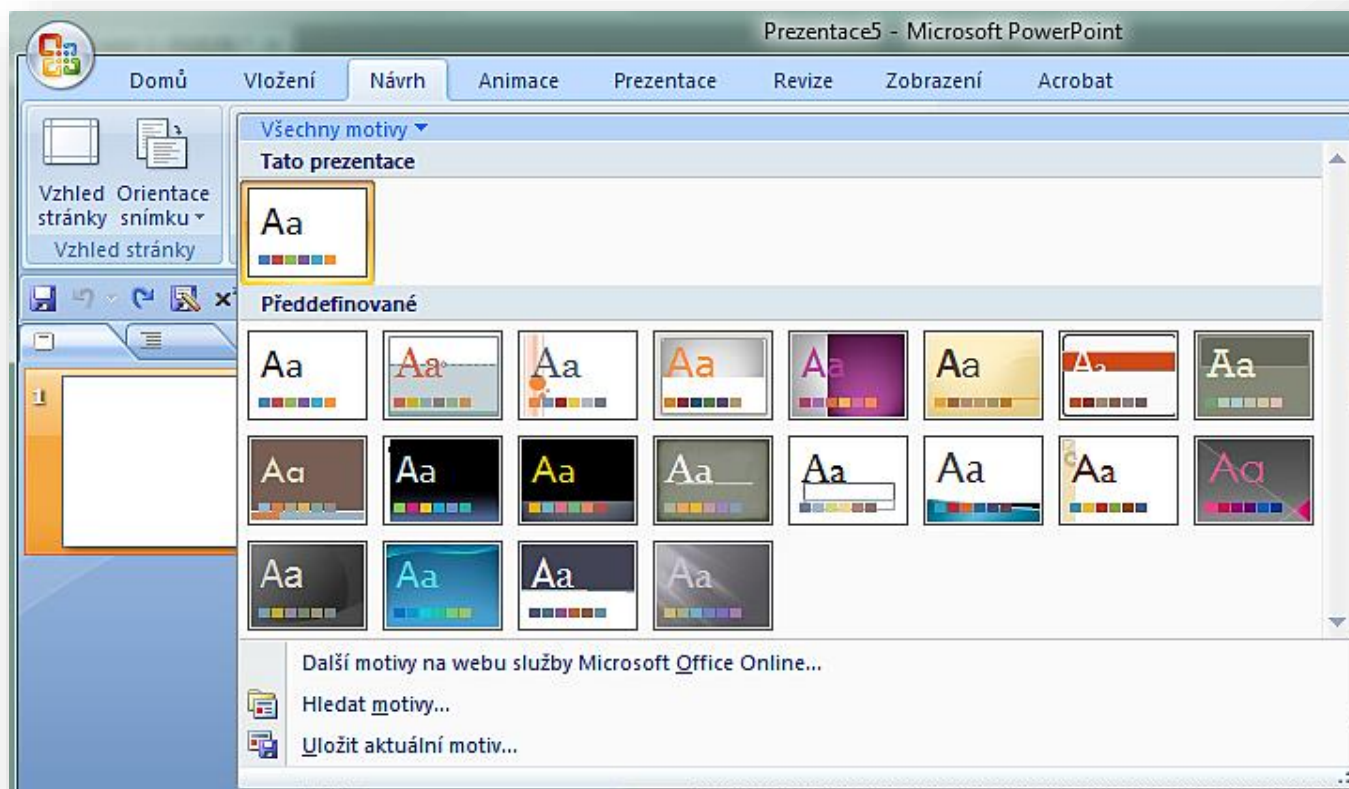 Prezentace5 - Microsoft PowerPoint
Domů Vložení Návrh Animace Prezentace Revize Zobrazení Acrobat
Vzhled stránky
Orientace snímku
Vzhled stránky
Všechny motivy
Tato prezentace
Aa
Předdefinované
Aa Aa Aa Aa Aa Aa Aa Aa
Aa Aa Aa Aa Aa Aa Aa Aa
Aa Aa Aa Aa
1
Další motivy na webu služby Microsoft Office Online...
Hledat motivy...
Uložit aktuální motiv...